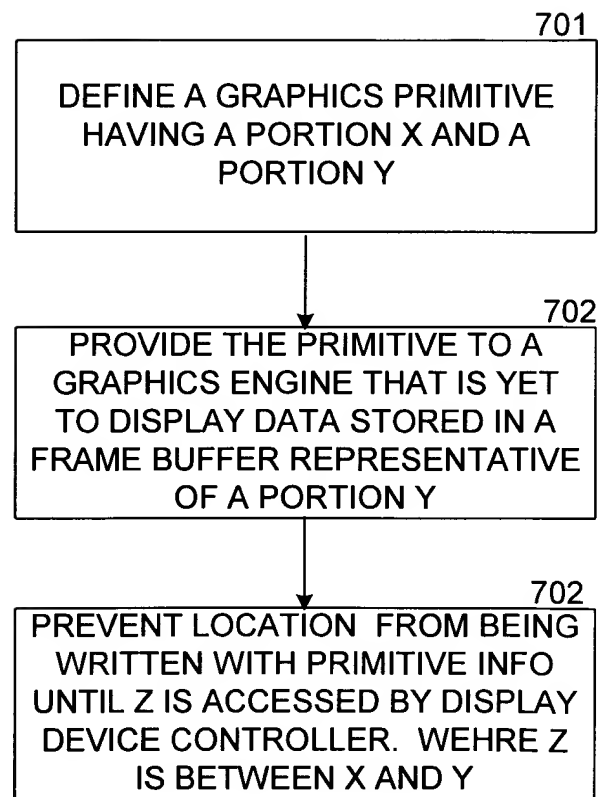 701
DEFINE A GRAPHICS PRIMITIVE
HAVING A PORTION X AND A
PORTION Y
702
PROVIDE THE PRIMITIVE TO A
GRAPHICS ENGINE THAT IS YET
TO DISPLAY DATA STORED IN A
FRAME BUFFER REPRESENTATIVE
OF A PORTION Y
702
PREVENT LOCATION FROM BEING
WRITTEN WITH PRIMITIVE INFO
UNTIL Z IS ACCESSED BY DISPLAY
DEVICE CONTROLLER. WEHRE Z
IS BETWEEN X AND Y